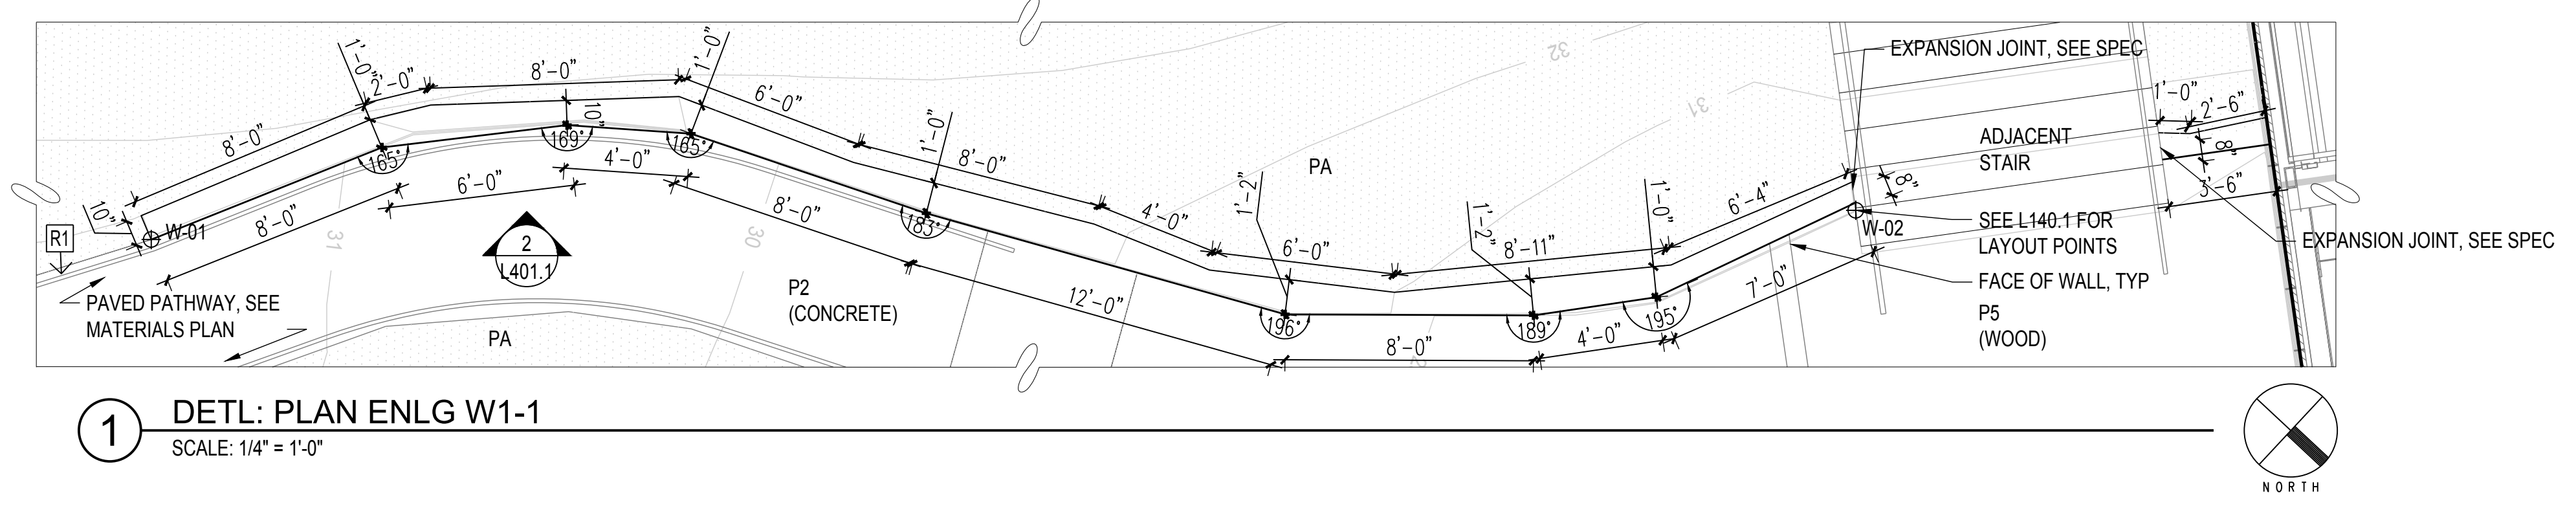 1'-0"
2'-0"
8'-0"
1'-0"
8'-0"
10"
6'-0"
1'-0"
8'-0"
32
31
EXPANSION JOINT, SEE SPEC
1'-0"
2'-6"
8"
3'-6"
ADJACENT
STAIR
PA
165°
169°
165°
4'-0"
6'-0"
8'-0"
10"
R1
W-01
8'-0"
31
2
L401.1
30
183°
4'-0"
1'-2"
6'-0"
1'-2"
8'-11"
1'-0"
6'-4"
8"
W-02
SEE L140.1 FOR
LAYOUT POINTS
EXPANSION JOINT, SEE SPEC
FACE OF WALL, TYP
P5
(WOOD)
PAVED PATHWAY, SEE
MATERIALS PLAN
PA
P2
(CONCRETE)
12'-0"
196°
189°
195°
8'-0"
4'-0"
7'-0"
1
DETL: PLAN ENLG W1-1
SCALE: 1/4" = 1'-0"
NORTH